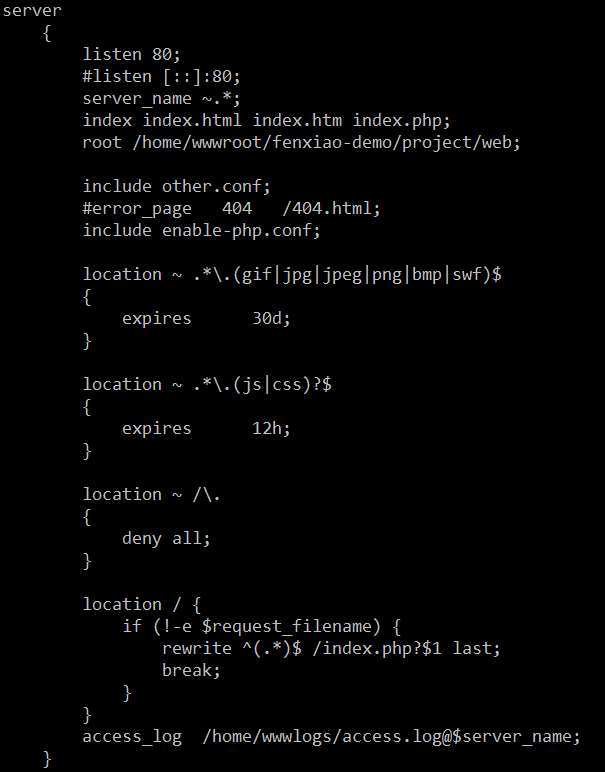 server
    {
        listen 80;
        #listen [::]:80;
        server_name ~.*;
        index index.html index.htm index.php;
        root /home/wwwroot/fenxiao-demo/project/web;

        include other.conf;
        #error_page   404   /404.html;
        include enable-php.conf;

        location ~ .*\.(gif|jpg|jpeg|png|bmp|swf)$
        {
            expires      30d;
        }

        location ~ .*\.(js|css)?$
        {
            expires      12h;
        }

        location ~ /\.
        {
            deny all;
        }

        location / {
            if (!-e $request_filename) {
                rewrite ^(.*)$ /index.php?$1 last;
                break;
            }
        }
        access_log  /home/wwwlogs/access.log@$server_name;
    }